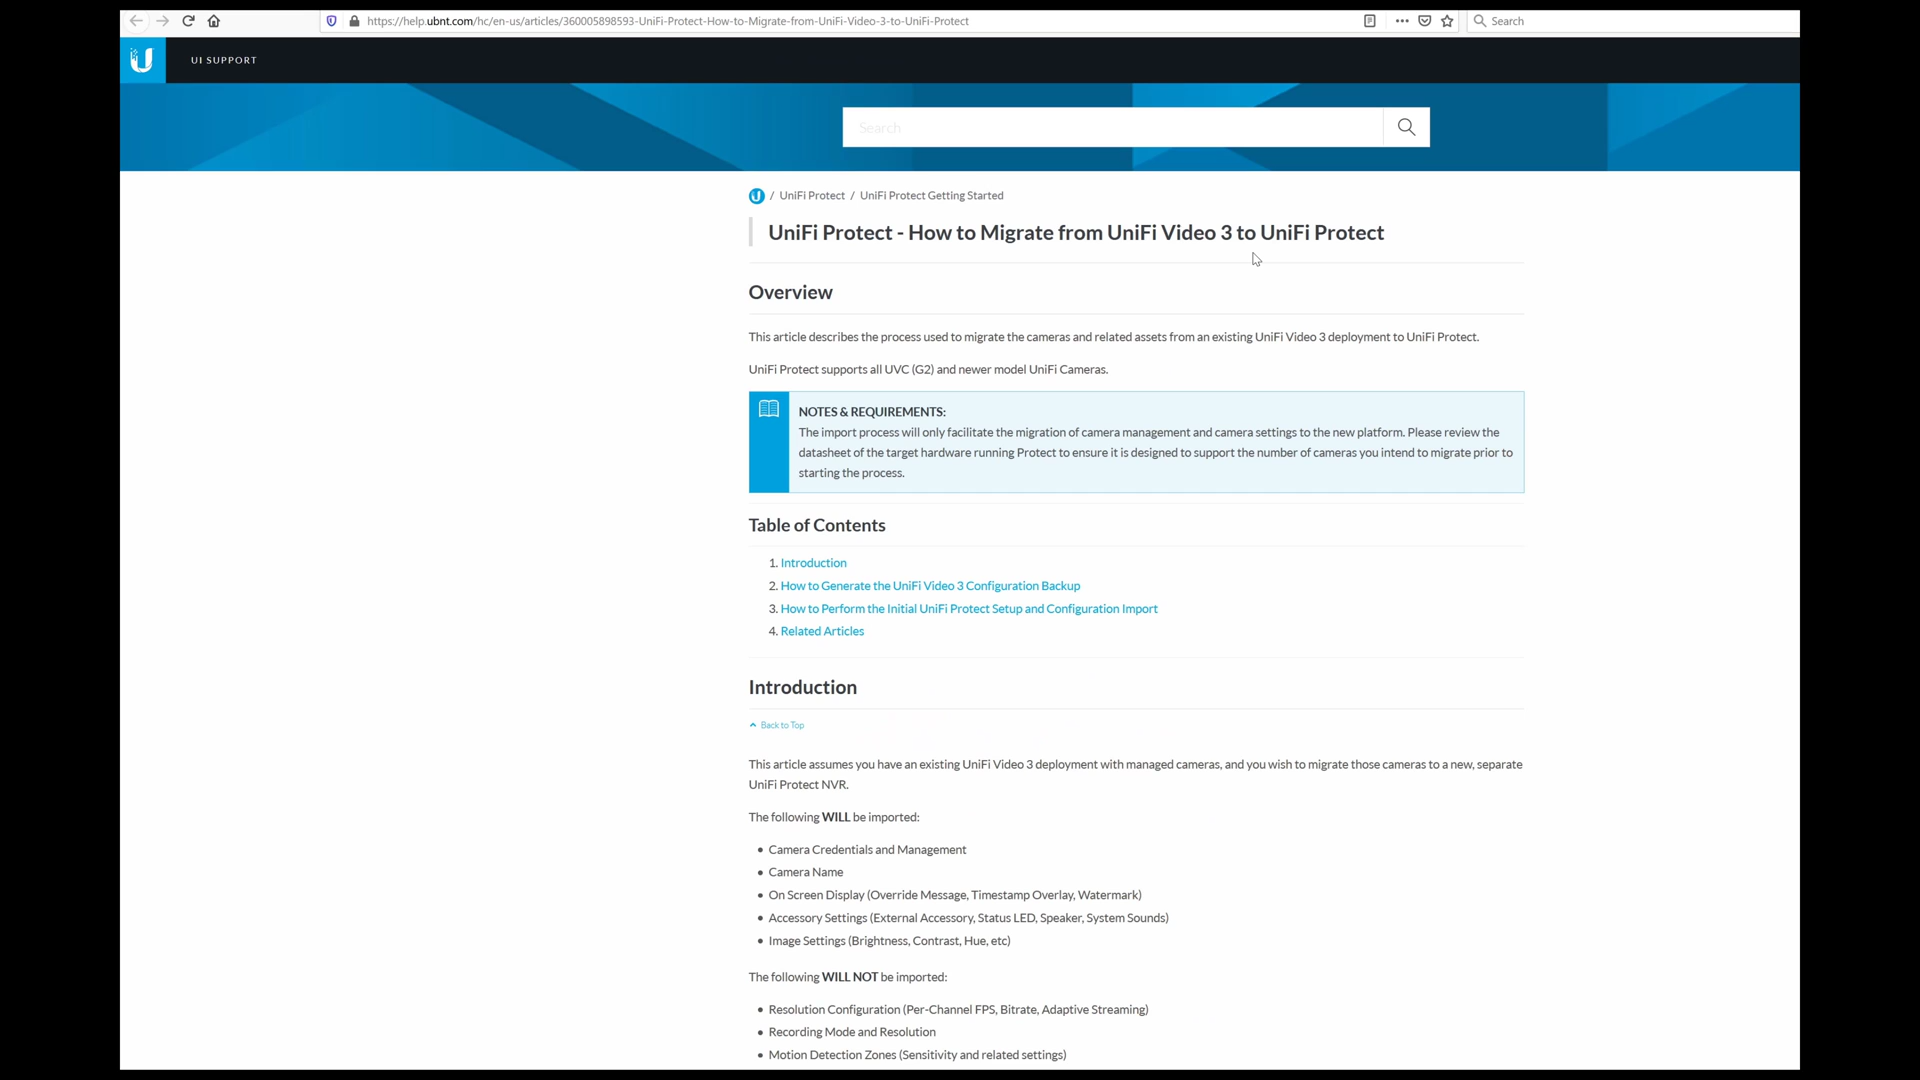 https://help.ubnt.com/hc/en-us/articles/360005898593-UniFi-Protect-How-to-Migrate-from-UniFi-Video-3-to-UniFi-Protect
Search
UI SUPPORT
Search
/ UniFi Protect / UniFi Protect Getting Started
UniFi Protect - How to Migrate from UniFi Video 3 to UniFi Protect
Overview
This article describes the process used to migrate the cameras and related assets from an existing UniFi Video 3 deployment to UniFi Protect.
UniFi Protect supports all UVC (G2) and newer model UniFi Cameras.
NOTES & REQUIREMENTS:
The import process will only facilitate the migration of camera management and camera settings to the new platform. Please review the
datasheet of the target hardware running Protect to ensure it is designed to support the number of cameras you intend to migrate prior to
starting the process.
Table of Contents
1. Introduction
2. How to Generate the UniFi Video 3 Configuration Backup
3. How to Perform the Initial UniFi Protect Setup and Configuration Import
4. Related Articles
Introduction
Back to Top
This article assumes you have an existing UniFi Video 3 deployment with managed cameras, and you wish to migrate those cameras to a new, separate
UniFi Protect NVR.
The following WILL be imported:
• Camera Credentials and Management
• Camera Name
• On Screen Display (Override Message, Timestamp Overlay, Watermark)
• Accessory Settings (External Accessory, Status LED, Speaker, System Sounds)
• Image Settings (Brightness, Contrast, Hue, etc)
The following WILL NOT be imported:
• Resolution Configuration (Per-Channel FPS, Bitrate, Adaptive Streaming)
• Recording Mode and Resolution
• Motion Detection Zones (Sensitivity and related settings)